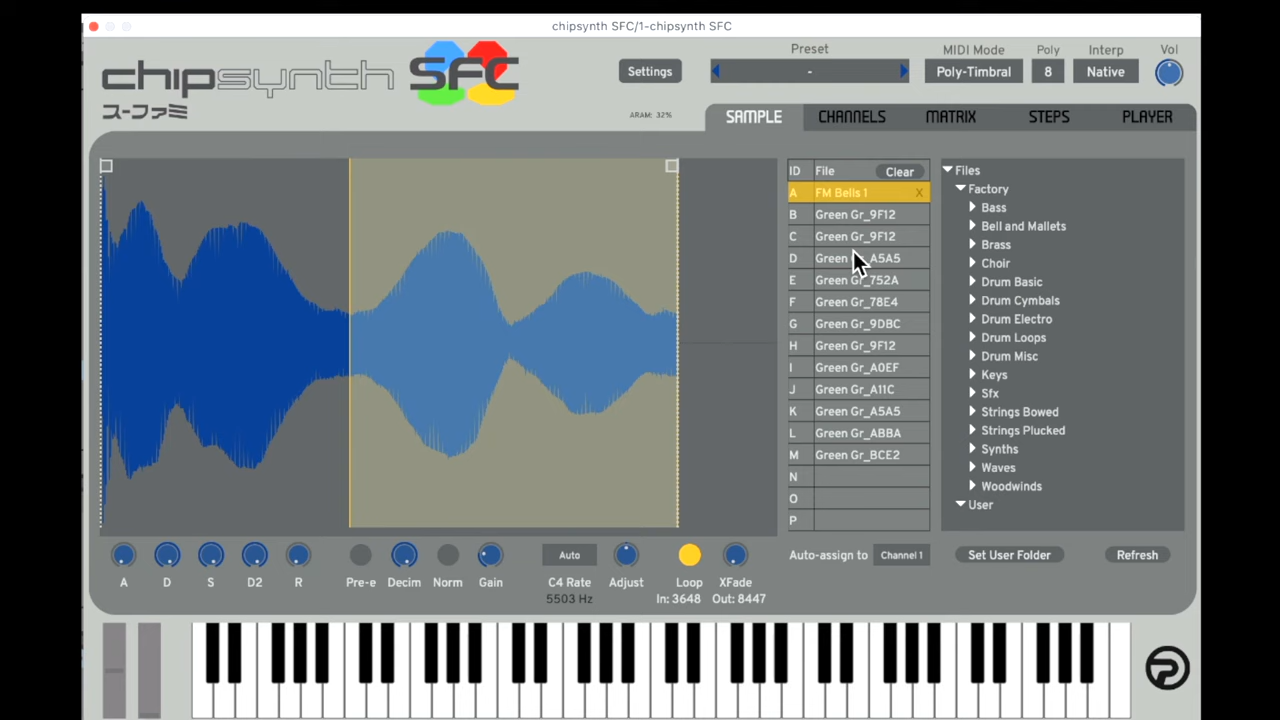 chipsynth SFC/1-chipsynth SFC
chipsynth SFC
スーファミ
Settings
Preset
-
MIDI Mode
Poly-Timbral
Poly
8
Interp
Native
Vol
ARAM: 32%
SAMPLE CHANNELS MATRIX STEPS PLAYER
ID File Clear
A FM Bells 1 X
B Green Gr_9F12
C Green Gr_9F12
D Green Gr_A5A5
E Green Gr_752A
F Green Gr_78E4
G Green Gr_9DBC
H Green Gr_9F12
I Green Gr_A0EF
J Green Gr_A11C
K Green Gr_A5A5
L Green Gr_ABBA
M Green Gr_BCE2
N
O
P
Files
Factory
Bass
Bell and Mallets
Brass
Choir
Drum Basic
Drum Cymbals
Drum Electro
Drum Loops
Drum Misc
Keys
Sfx
Strings Bowed
Strings Plucked
Synths
Waves
Woodwinds
User
A D S D2 R
Pre-e Decim Norm Gain
Auto
C4 Rate
5503 Hz
Adjust
Loop
In: 3648
XFade
Out: 8447
Auto-assign to Channel 1
Set User Folder
Refresh